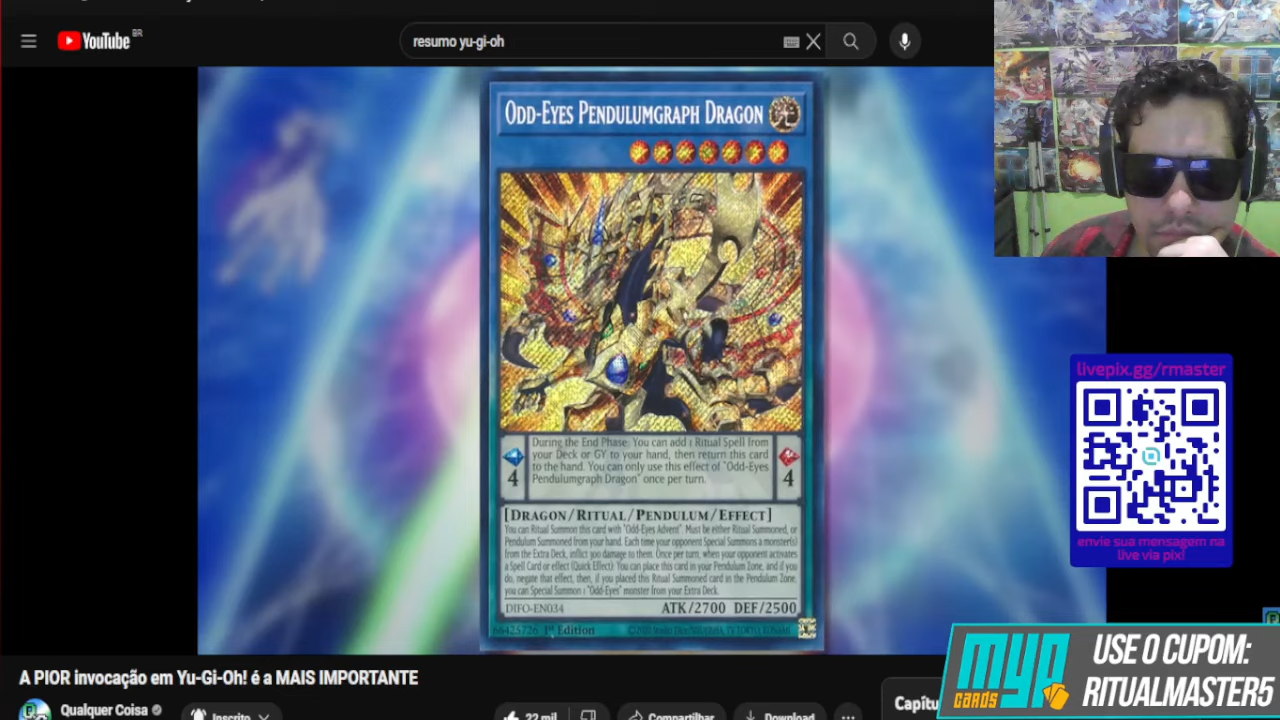 YouTube BR
resumo yu-gi-oh
Odd-Eyes Pendulumgraph Dragon
During the End Phase: You can add 1 Ritual Spell from
your Deck or GY to your hand, then return this card
to the hand. You can only use this effect of "Odd-Eyes
Pendulumgraph Dragon" once per turn.
4
4
[Dragon/Ritual/Pendulum/Effect]
You can Ritual Summon this card with "Odd-Eyes Advent". Must be either Ritual Summoned, or
Pendulum Summoned from your hand. Each time your opponent Special Summons a monster(s)
from the Extra Deck, inflict 300 damage to them. Once per turn, when your opponent activates
a Spell Card or effect (Quick Effect): You can place this card in your Pendulum Zone, and if you
do, negate that effect, then, if you placed this Ritual Summoned card in the Pendulum Zone,
you can Special Summon 1 "Odd-Eyes" monster from your Extra Deck.
DIFO-EN034
ATK/2700 DEF/2500
66425726 1st Edition
A PIOR invocação em Yu-Gi-Oh! é a MAIS IMPORTANTE
Qualquer Coisa
Inscrito
22 mil
Compartilhar
Download
...
livepix.gg/rmaster
envie sua mensagem na
live via pix!
myp
CARDS
USE O CUPOM:
RITUALMASTER5